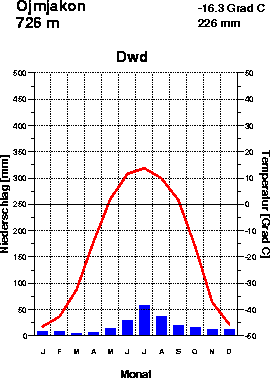 Ojmjakon
-16.3 Grad C
726 m
226 mm
Dwd
500 50
450 40
400 30
350 20
300 10
250 0
200 -10
150 -20
100 -30
50 -40
0 -50
Niederschlag [mm]
Temperatur [Grad C]
J F M A M J J A S O N D
Monat